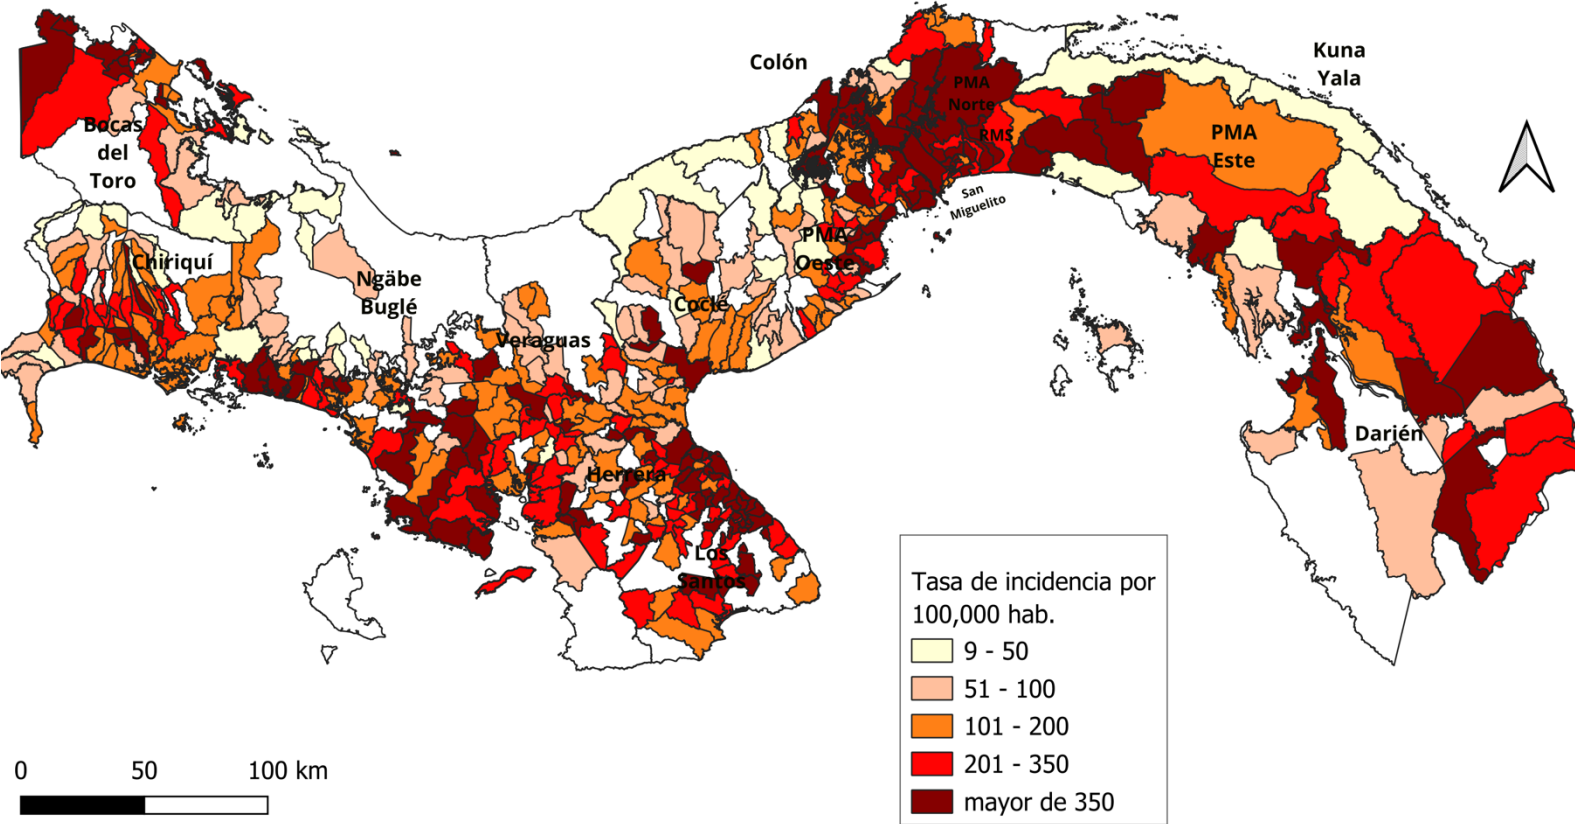 Kuna
Yala
Colón
PMA
Norte
Bocas
del
Toro
RMS
PMA
Este
San
Miguelito
PMA
Oeste
Chiriquí
Ngäbe
Buglé
Coclé
Veraguas
Darién
Herrera
Los
Santos
Tasa de incidencia por
100,000 hab.
9 - 50
51 - 100
101 - 200
201 - 350
mayor de 350
0 50 100 km